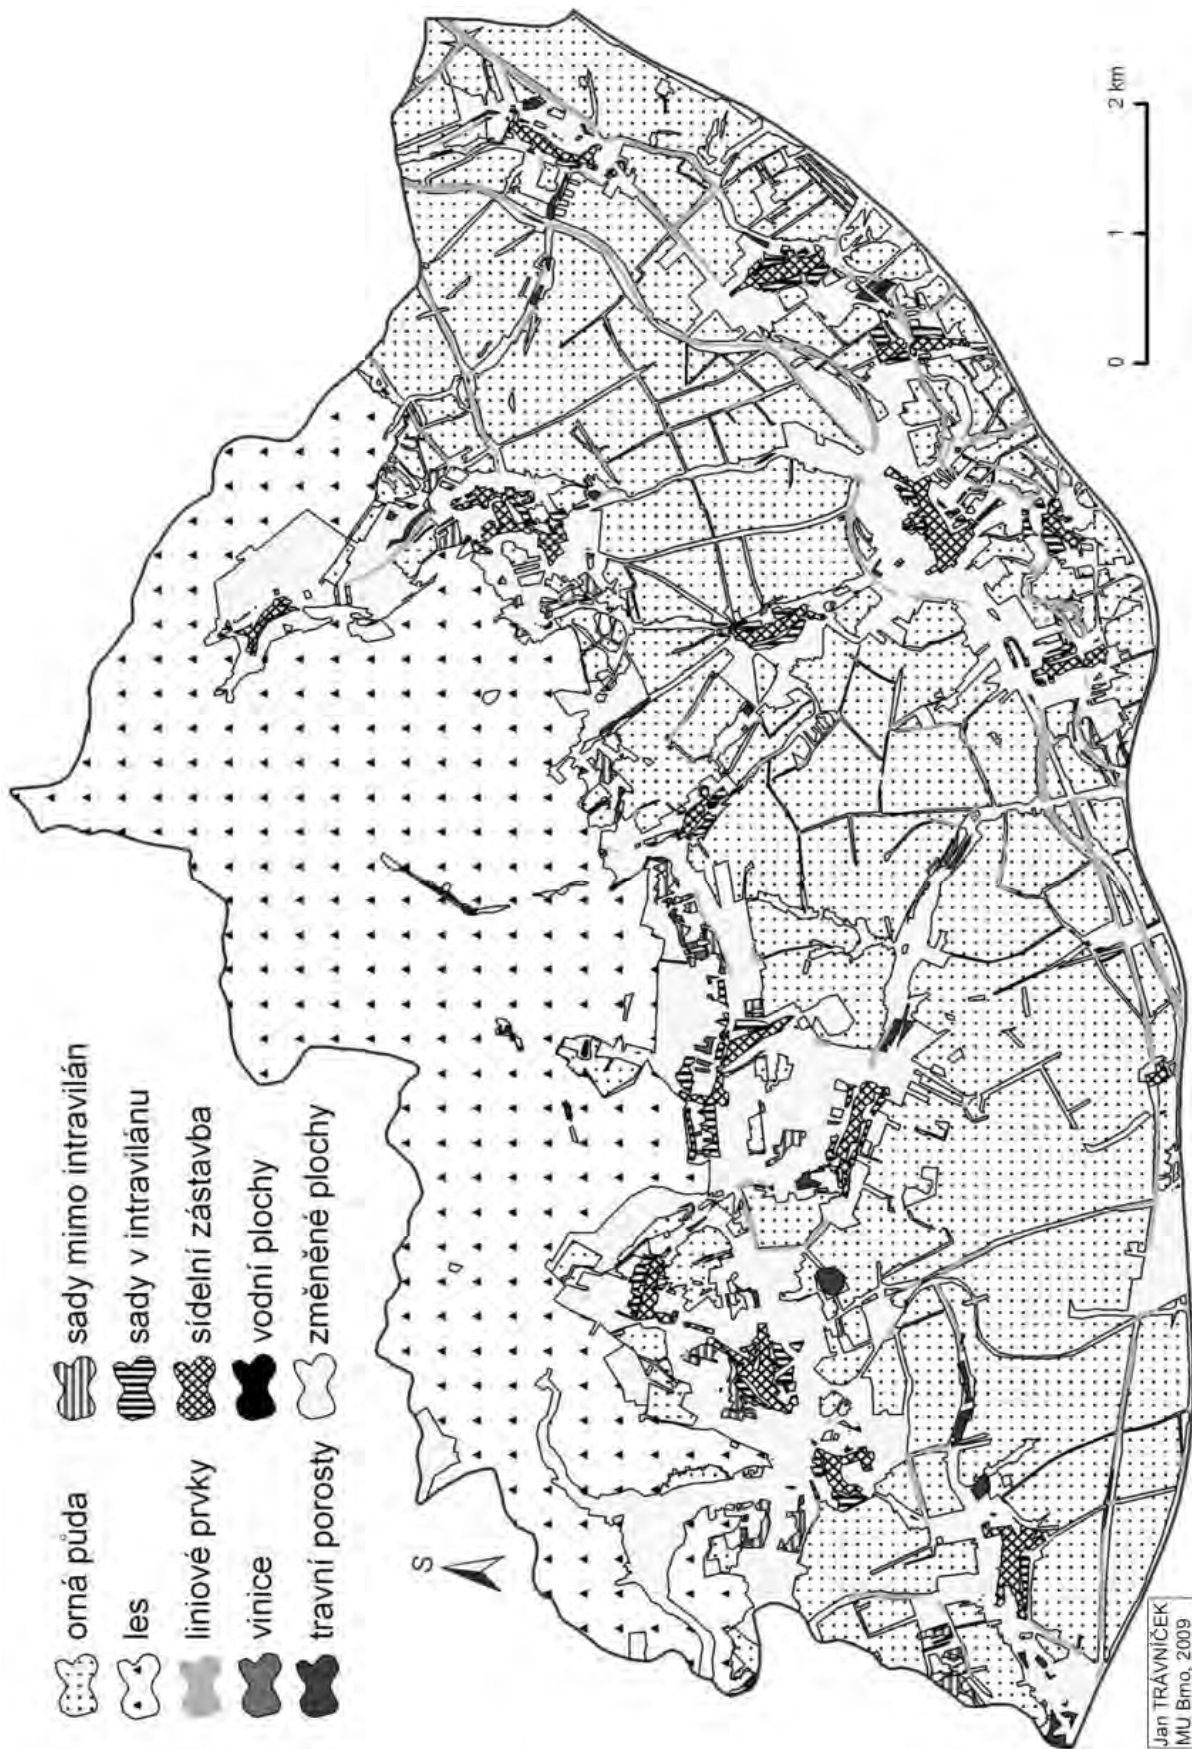 orná půda
les
liniové prvky
vinice
travní porosty
sady mimo intravilán
sady v intravilánu
sídelní zástavba
vodní plochy
změněné plochy
S
0 1 2 km
Jan TRÁVNÍČEK
MU Brno, 2009